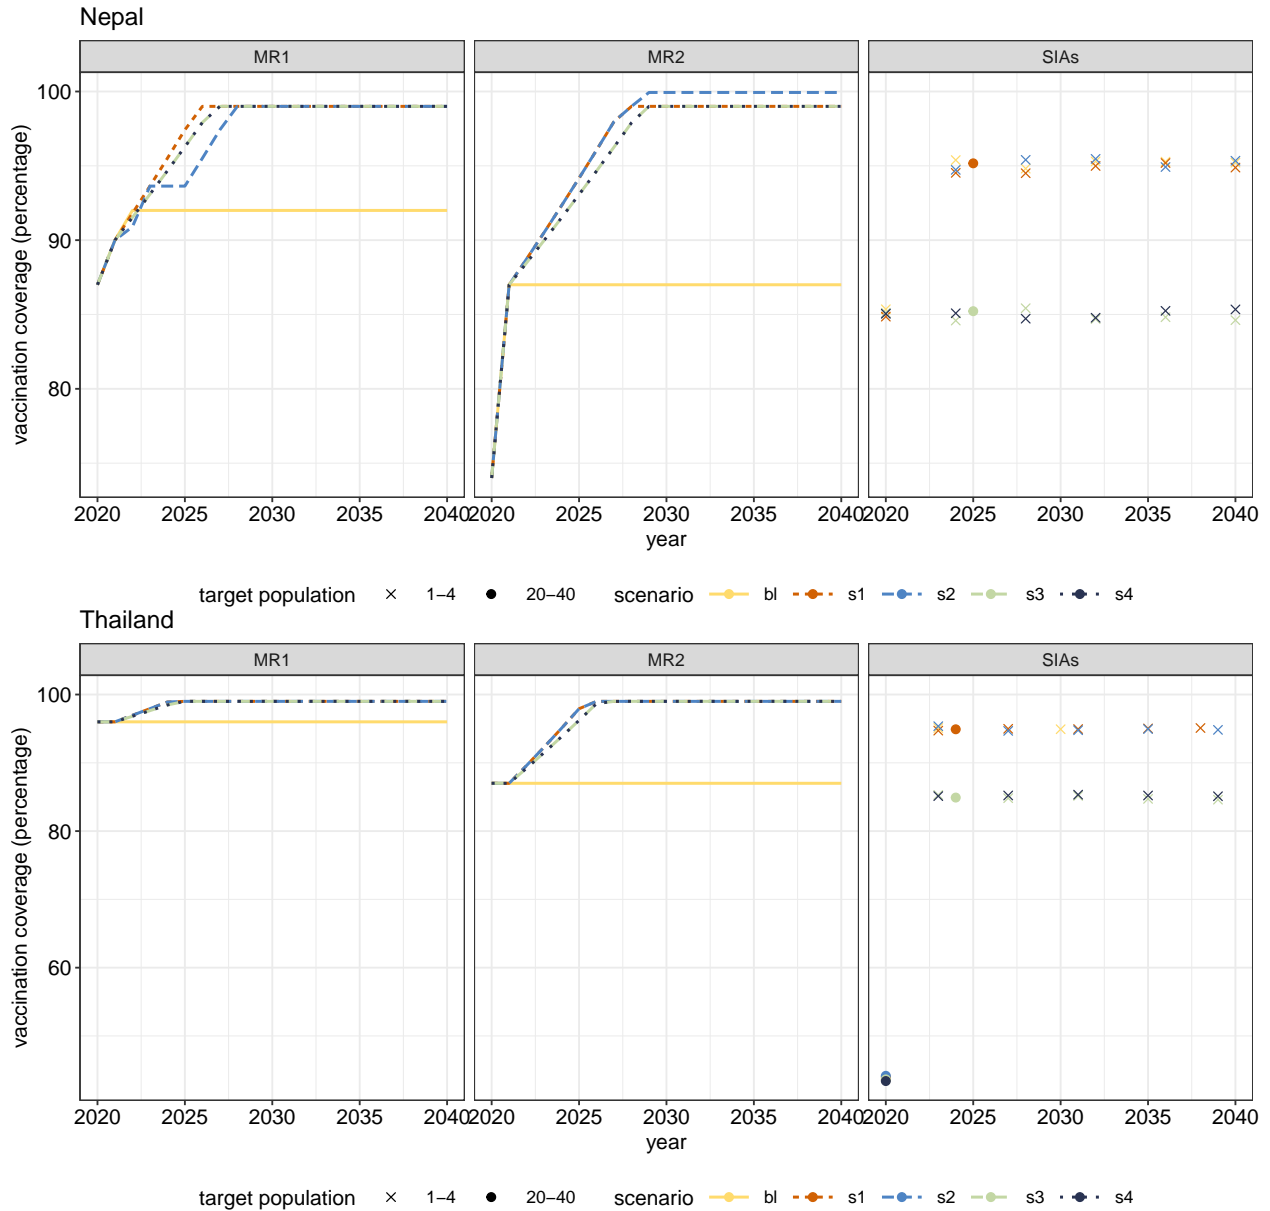 Nepal
MR1 MR2 SIAs
vaccination coverage (percentage)
100
90
80
2020 2025 2030 2035 2040 2020 2025 2030 2035 2040 2020 2025 2030 2035 2040
year
target population 1−4 20−40 scenario bl s1 s2 s3 s4
Thailand
MR1 MR2 SIAs
vaccination coverage (percentage)
100
80
60
2020 2025 2030 2035 2040 2020 2025 2030 2035 2040 2020 2025 2030 2035 2040
year
target population 1−4 20−40 scenario bl s1 s2 s3 s4